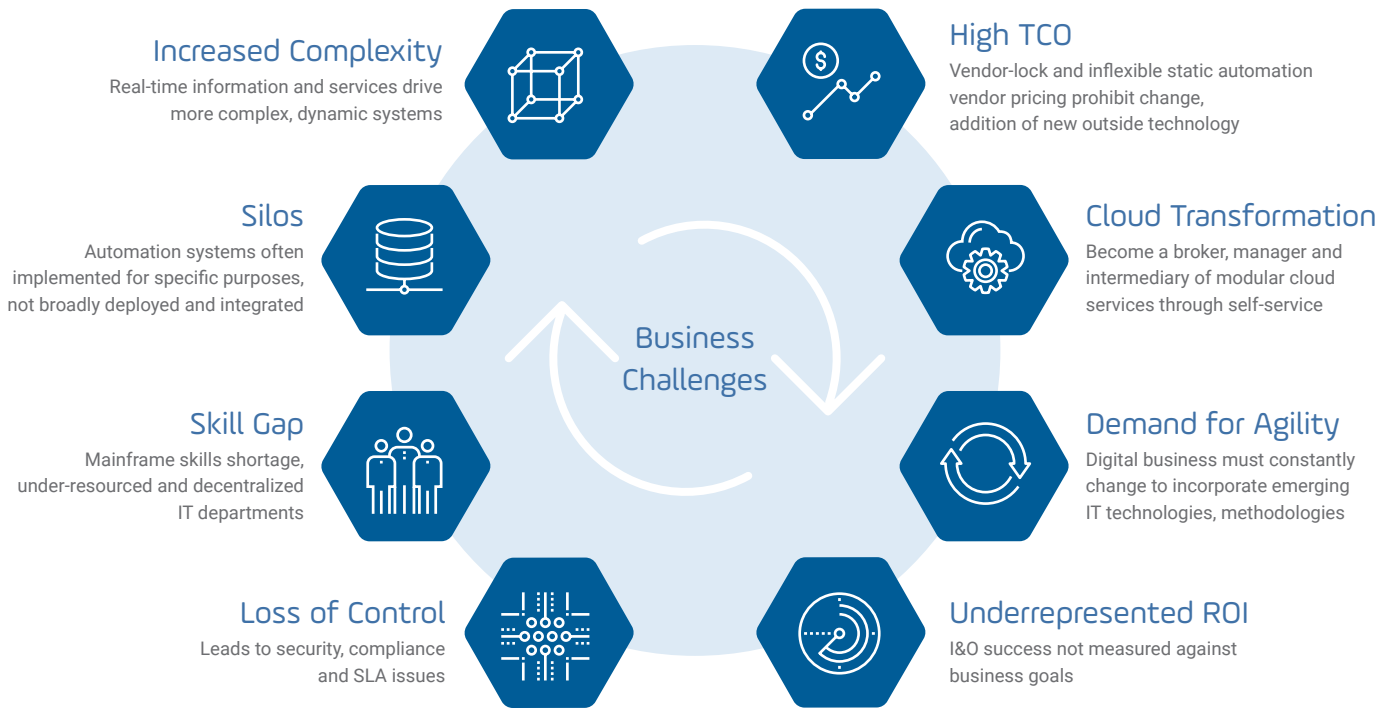 Increased Complexity
Real-time information and services drive
more complex, dynamic systems
High TCO
Vendor-lock and inflexible static automation
vendor pricing prohibit change,
addition of new outside technology
$
Silos
Automation systems often
implemented for specific purposes,
not broadly deployed and integrated
Cloud Transformation
Become a broker, manager and
intermediary of modular cloud
services through self-service
Business
Challenges
Skill Gap
Mainframe skills shortage,
under-resourced and decentralized
IT departments
Demand for Agility
Digital business must constantly
change to incorporate emerging
IT technologies, methodologies
Loss of Control
Leads to security, compliance
and SLA issues
Underrepresented ROI
I&O success not measured against
business goals